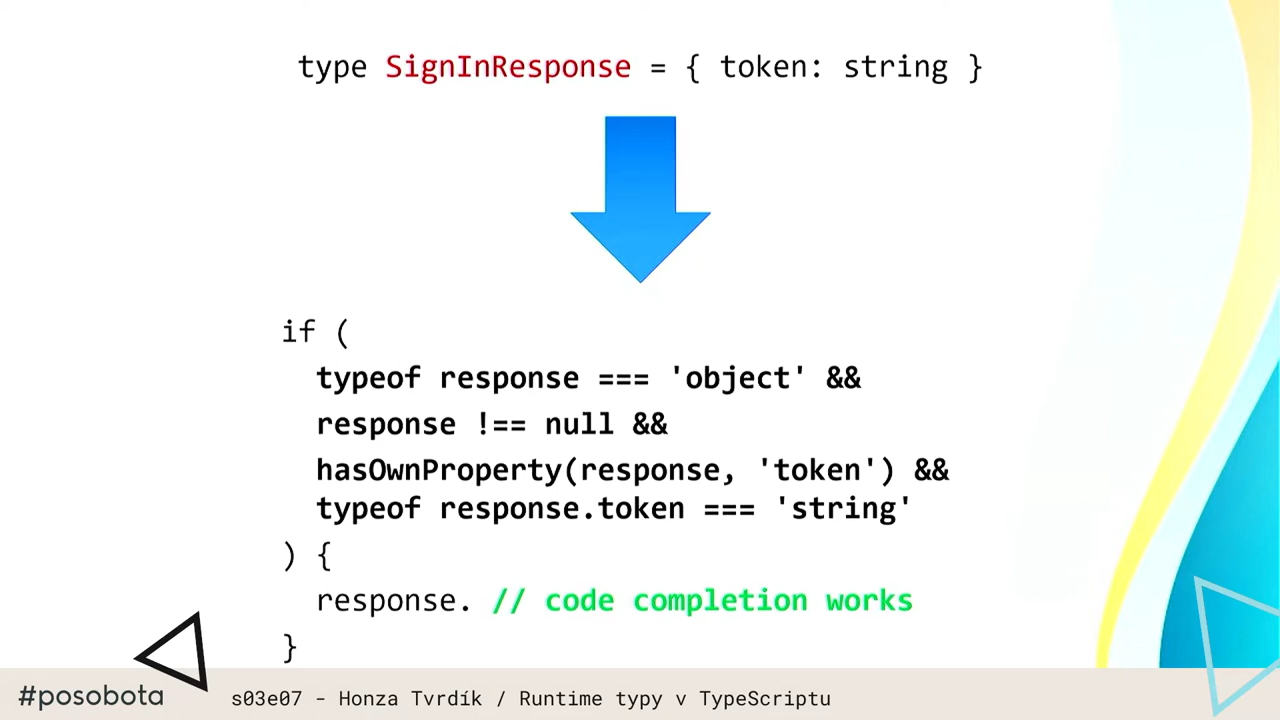 type SignInResponse = { token: string }
if (
typeof response === 'object' &&
response !== null &&
hasOwnProperty(response, 'token') &&
typeof response.token === 'string'
) {
response. // code completion works
}
#posobota
s03e07 - Honza Tvrdík / Runtime typy v TypeScriptu